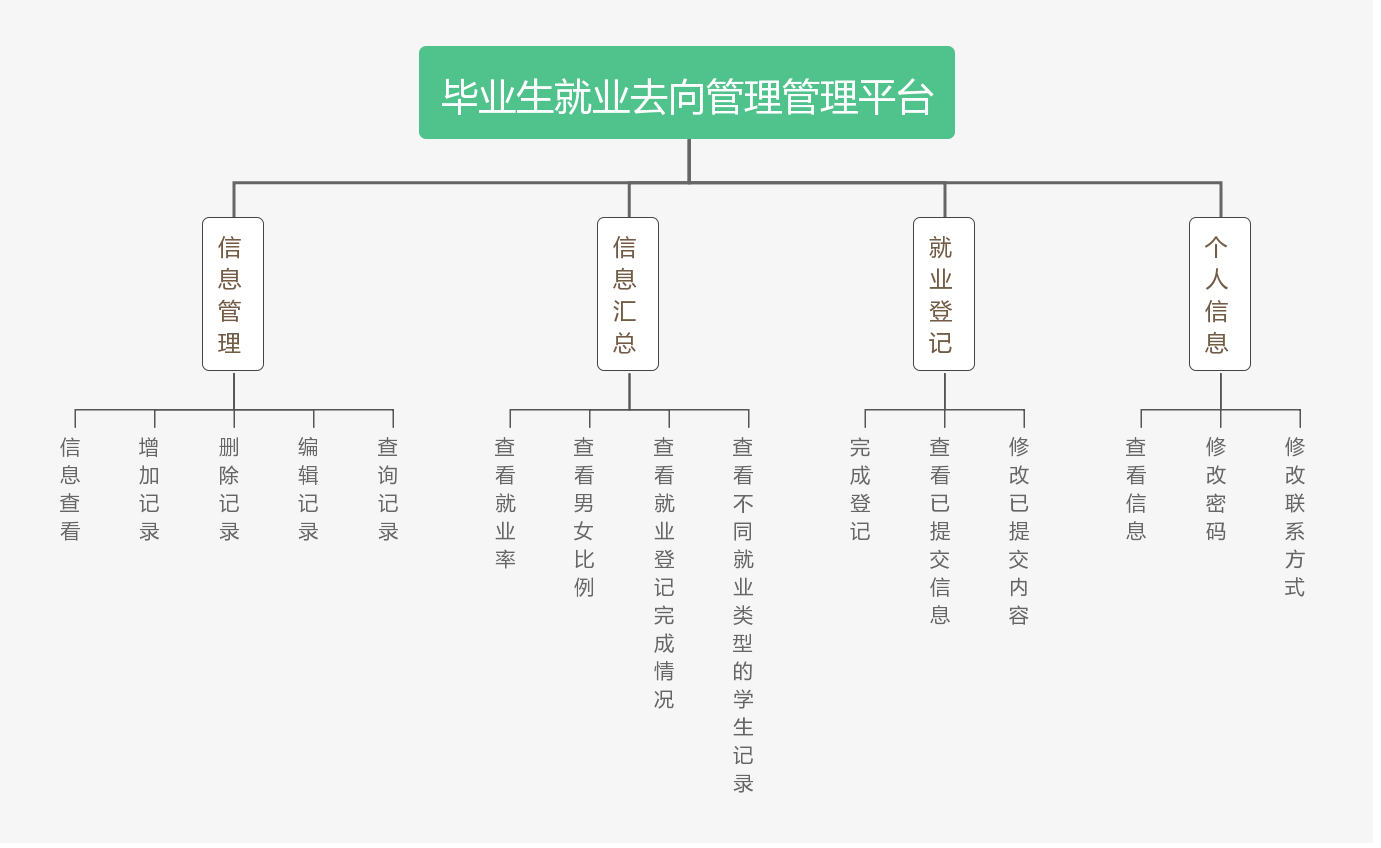 毕业生就业去向管理管理平台
信息管理
信息汇总
就业登记
个人信息
信息查看
增加记录
删除记录
编辑记录
查询记录
查看就业率
查看男女比例
查看就业登记完成情况
查看不同就业类型的学生记录
完成登记
查看已提交信息
修改已提交内容
查看信息
修改密码
修改联系方式